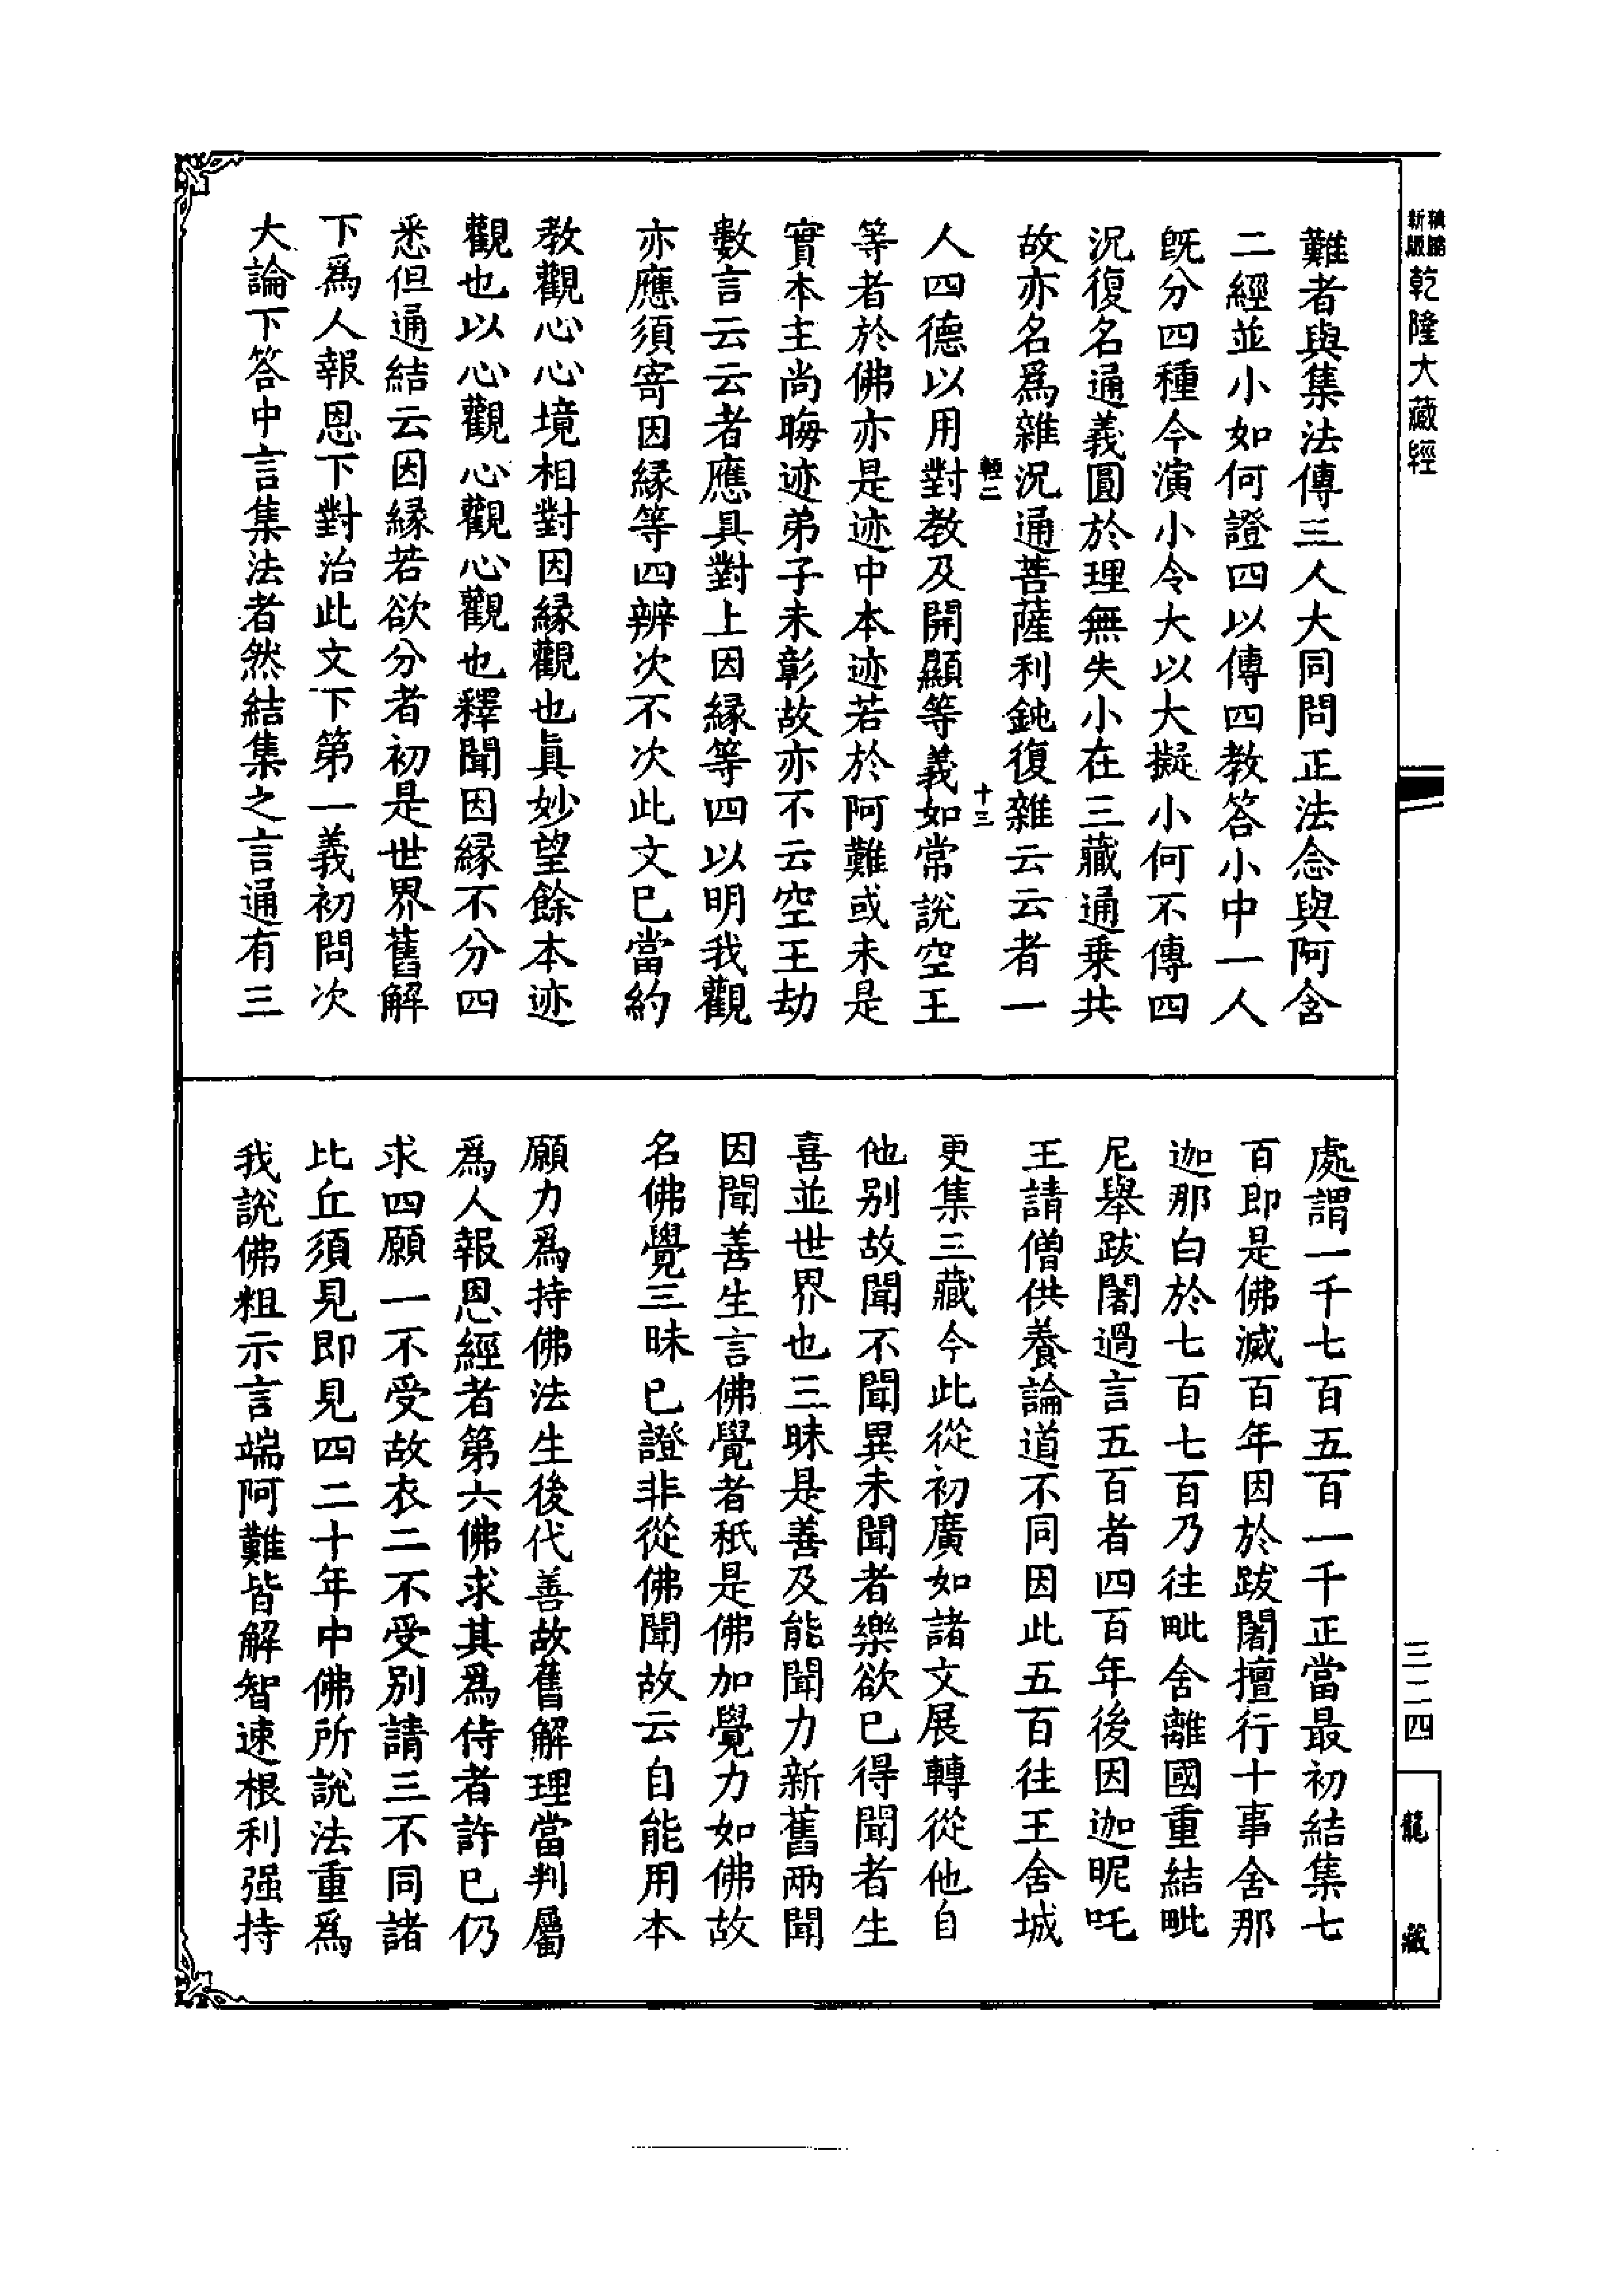 精編
新版
乾隆大藏經
難者與集法傳三人大同問正法念與阿含
二經並小如何證四以傳四教答小中一人
旣分四種今演小令大以大擬小何不傳四
況復名通義圓於理無失小在三藏通乘共
故亦名爲雜況通菩薩利鈍復雜云云者一
輕二
十三
人四德以用對教及開顯等義如常說空王
等者於佛亦是迹中本迹若於阿難或未是
實本主尚晦迹弟子未彰故亦不云空王劫
數言云云者應具對上因緣等四以明我觀
亦應須寄因緣等四辨次不次此文已當約
教觀心心境相對因緣觀也眞妙望餘本迹
觀也以心觀心觀心觀也釋聞因緣不分四
悉但通結云因緣若欲分者初是世界舊解
下爲人報恩下對治此文下第一義初問次
大論下答中言集法者然結集之言通有三
處謂一千七百五百一千正當最初結集七
百即是佛滅百年因於跋闍擅行十事舍那
迦那白於七百七百乃往毗舍離國重結毗
尼舉跋闍過言五百者四百年後因迦昵吒
王請僧供養論道不同因此五百往王舍城
更集三藏今此從初廣如諸文展轉從他自
他別故聞不聞異未聞者樂欲已得聞者生
喜並世界也三昧是善及能聞力新舊兩聞
因聞善生言佛覺者秖是佛加覺力如佛故
名佛覺三昧已證非從佛聞故云自能用本
願力爲持佛法生後代善故舊解理當判屬
爲人報恩經者第六佛求其爲侍者許已仍
求四願一不受故衣二不受別請三不同諸
比丘須見即見四二十年中佛所說法重爲
我說佛粗示言端阿難皆解智速根利强持
三二四
龍藏